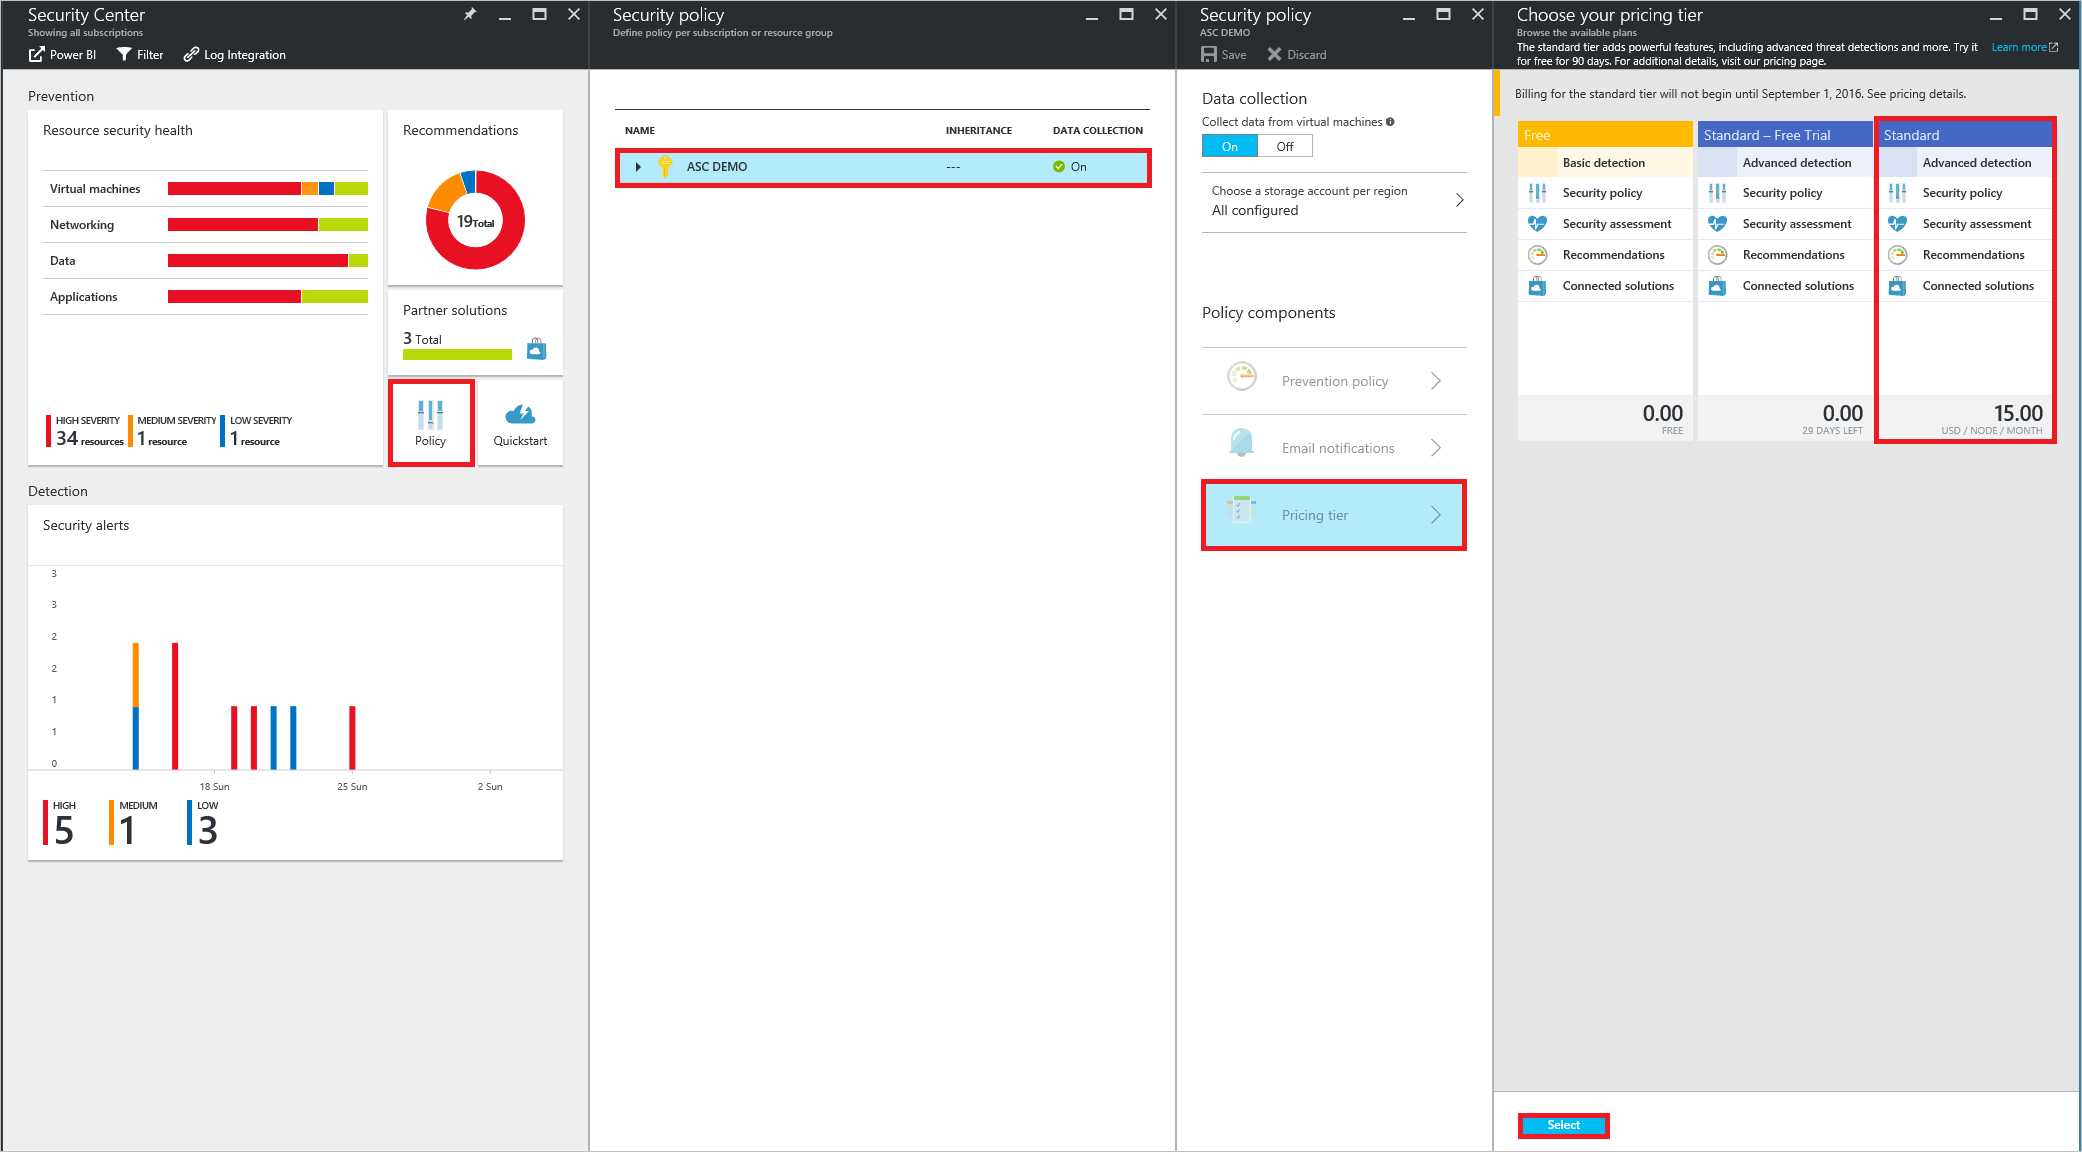 Security Center
Showing all subscriptions
Power BI
Filter
Log Integration
Prevention
Resource security health
Virtual machines
Networking
Data
Applications
HIGH SEVERITY
34 resources
MEDIUM SEVERITY
1 resource
LOW SEVERITY
1 resource
Recommendations
19 Total
Partner solutions
3 Total
Policy
Quickstart
Detection
Security alerts
3
3
2
2
1
1
0
18 Sun
25 Sun
2 Sun
HIGH
5
MEDIUM
1
LOW
3
Security policy
Define policy per subscription or resource group
NAME
INHERITANCE
DATA COLLECTION
ASC DEMO
---
On
Security policy
ASC DEMO
Save
Discard
Data collection
Collect data from virtual machines
On
Off
Choose a storage account per region
All configured
Policy components
Prevention policy
Email notifications
Pricing tier
Choose your pricing tier
Browse the available plans
The standard tier adds powerful features, including advanced threat detections and more. Try it
for free for 90 days. For additional details, visit our pricing page.
Learn more
Billing for the standard tier will not begin until September 1, 2016. See pricing details.
Free
Basic detection
Security policy
Security assessment
Recommendations
Connected solutions
0.00
FREE
Standard – Free Trial
Advanced detection
Security policy
Security assessment
Recommendations
Connected solutions
0.00
29 DAYS LEFT
Standard
Advanced detection
Security policy
Security assessment
Recommendations
Connected solutions
15.00
USD / NODE / MONTH
Select